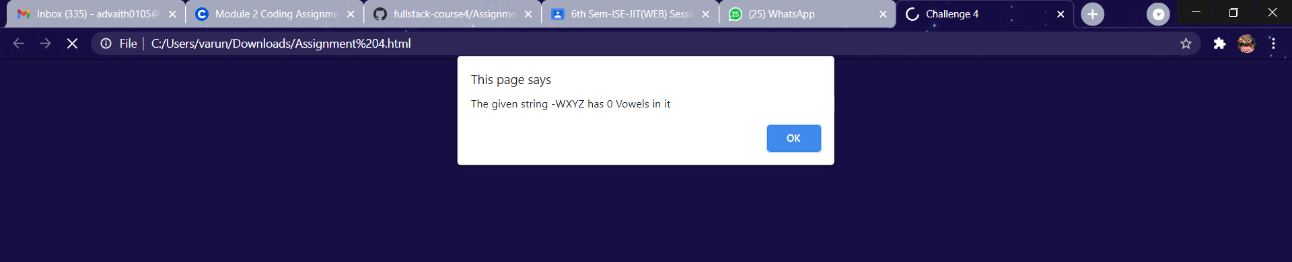 Inbox (335) - advaith0105@
Module 2 Coding Assignme
fullstack-course4/Assignme
6th Sem-ISE-JIT(WEB) Sessi
(25) WhatsApp
Challenge 4
File C:/Users/varun/Downloads/Assignment%204.html
This page says
The given string -WXYZ has 0 Vowels in it
OK